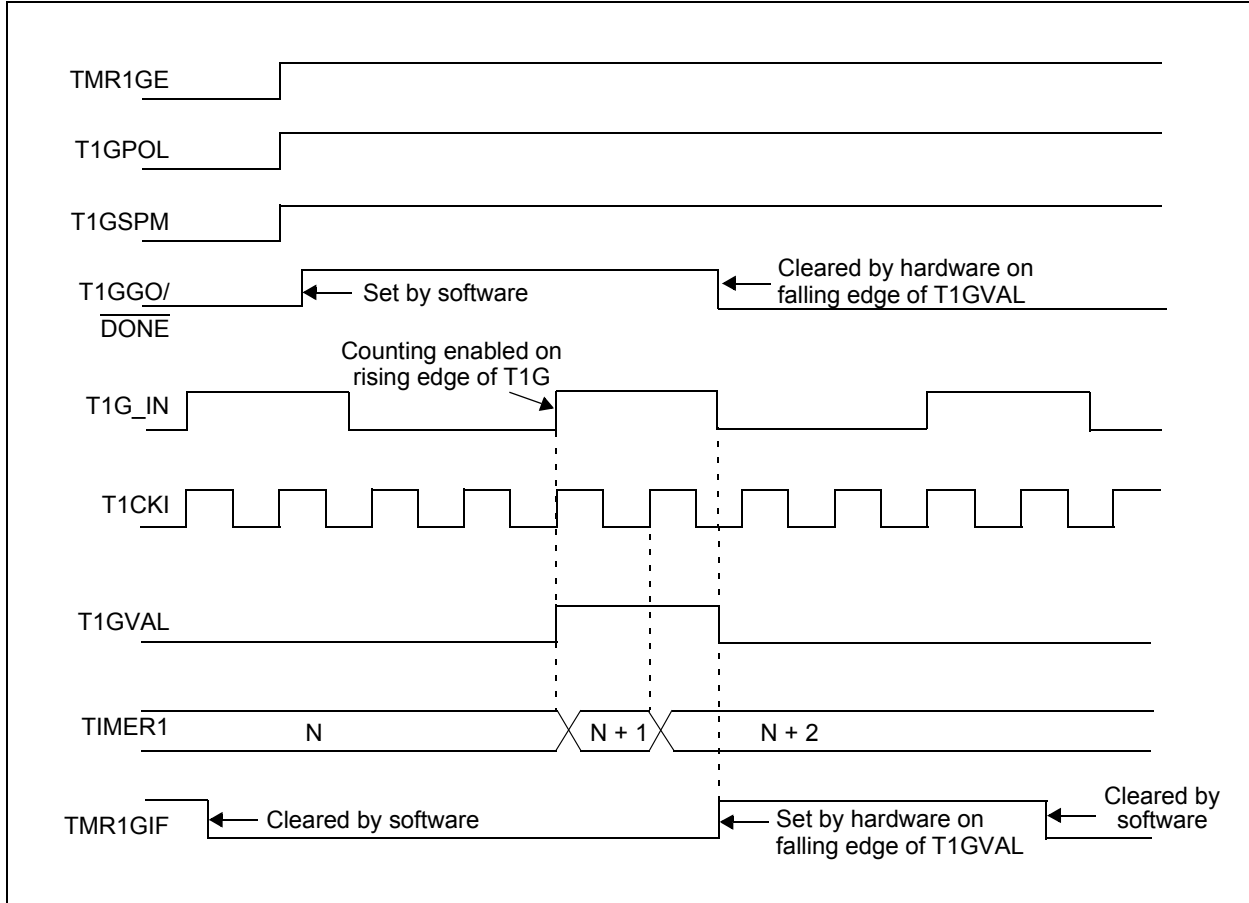 TMR1GE
T1GPOL
T1GSPM
T1GGO/
DONE
Set by software
Cleared by hardware on
falling edge of T1GVAL
Counting enabled on
rising edge of T1G
T1G_IN
T1CKI
T1GVAL
TIMER1
N
N + 1
N + 2
TMR1GIF
Cleared by software
Set by hardware on
falling edge of T1GVAL
Cleared by
software